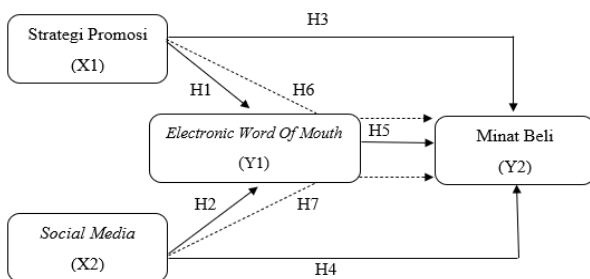 H3
Strategi Promosi
(X1)
H1
H6
Electronic Word Of Mouth
(Y1)
H5
Minat Beli
(Y2)
H2
H7
Social Media
(X2)
H4